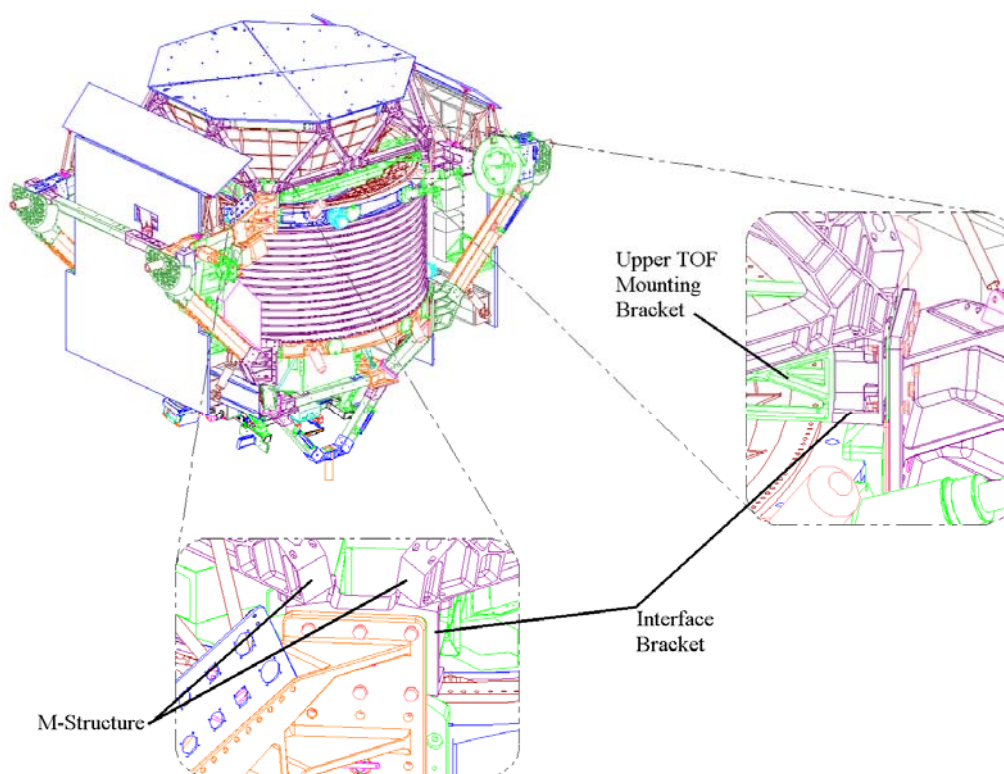 Upper TOF
Mounting
Bracket
Interface
Bracket
M-Structure